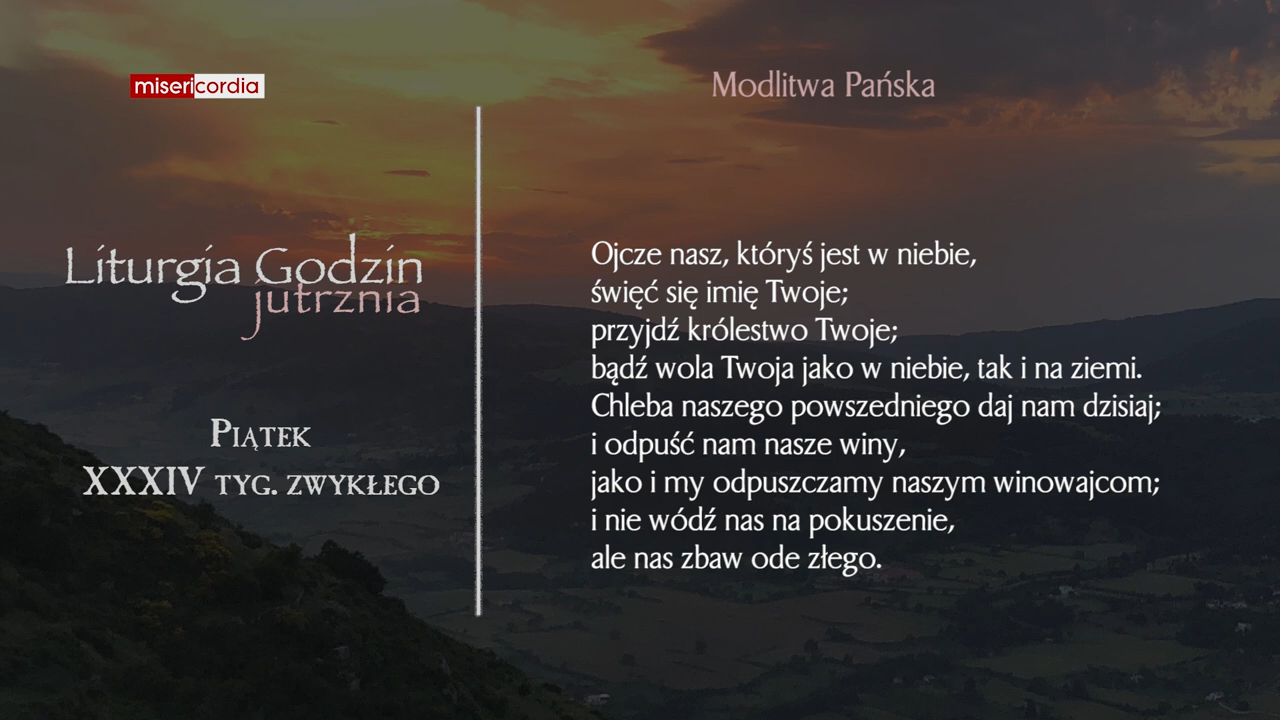 misericordia
Liturgia Godzin
jutrznia
Piątek
XXXIV tyg. zwykłego
Modlitwa Pańska
Ojcze nasz, któryś jest w niebie,
święć się imię Twoje;
przyjdź królestwo Twoje;
bądź wola Twoja jako w niebie, tak i na ziemi.
Chleba naszego powszedniego daj nam dzisiaj;
i odpuść nam nasze winy,
jako i my odpuszczamy naszym winowajcom;
i nie wódź nas na pokuszenie,
ale nas zbaw ode złego.